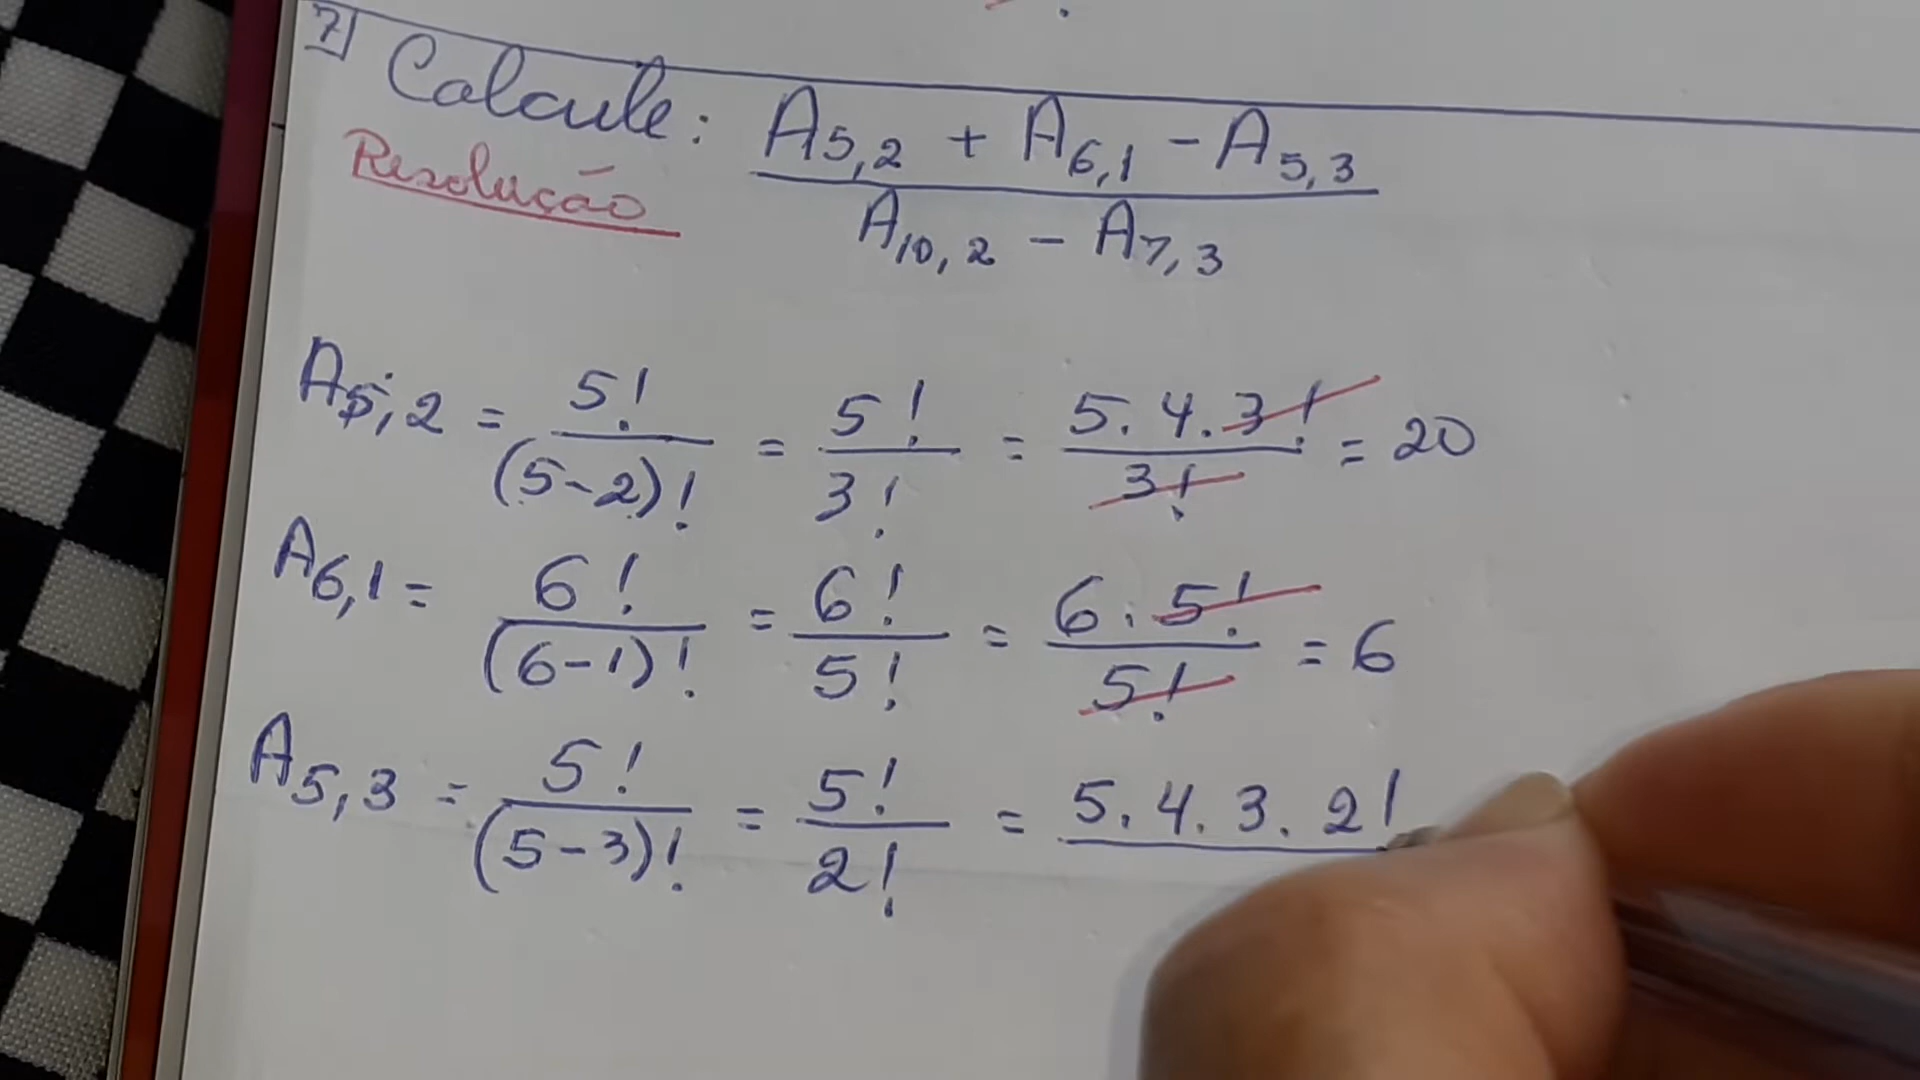 7
Calcule: (A5,2 + A6,1 - A5,3) / (A10,2 - A7,3)
Resolução
A5,2 = 5! / (5-2)! = 5! / 3! = 5.4.3! / 3! = 20
A6,1 = 6! / (6-1)! = 6! / 5! = 6.5! / 5! = 6
A5,3 = 5! / (5-3)! = 5! / 2! = 5.4.3.2!